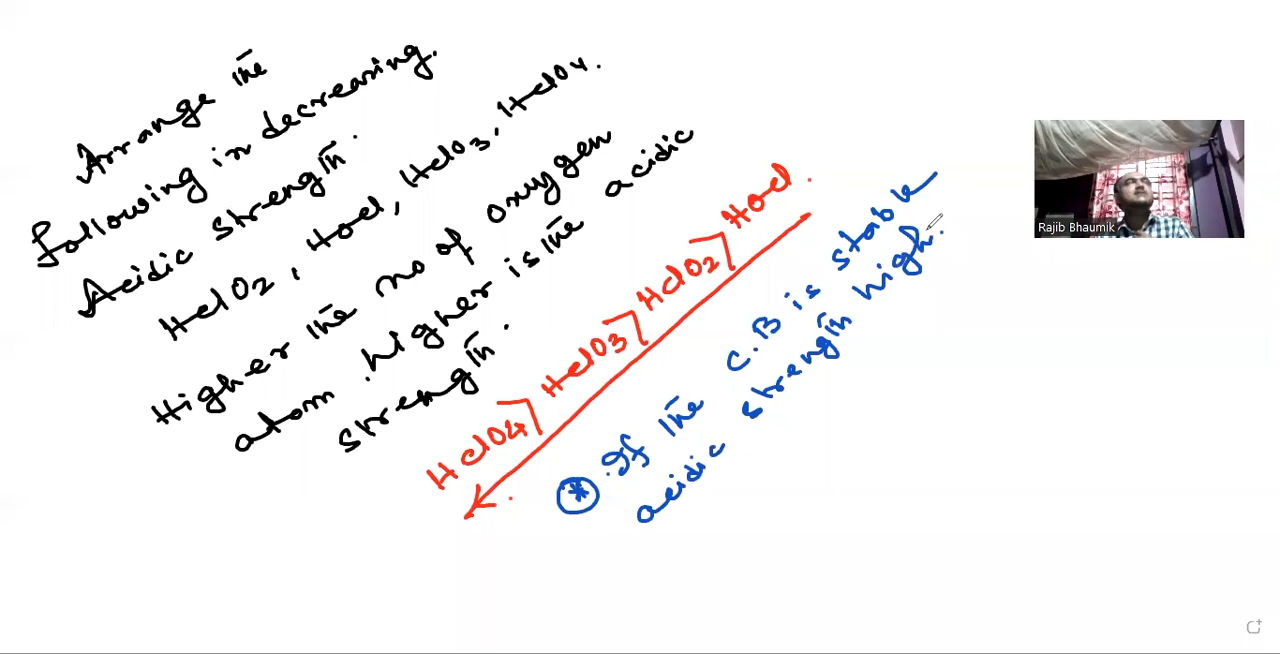 Arrange the
following in decreasing.
Acidic strength.
HClO2, HOCl, HClO3, HClO4.
Higher the no of oxygen
atom. higher is the acidic
strength.
HClO4 > HClO3 > HClO2 > HOCl.
* If the C.B is stable
acidic strength high.
Rajib Bhaumik